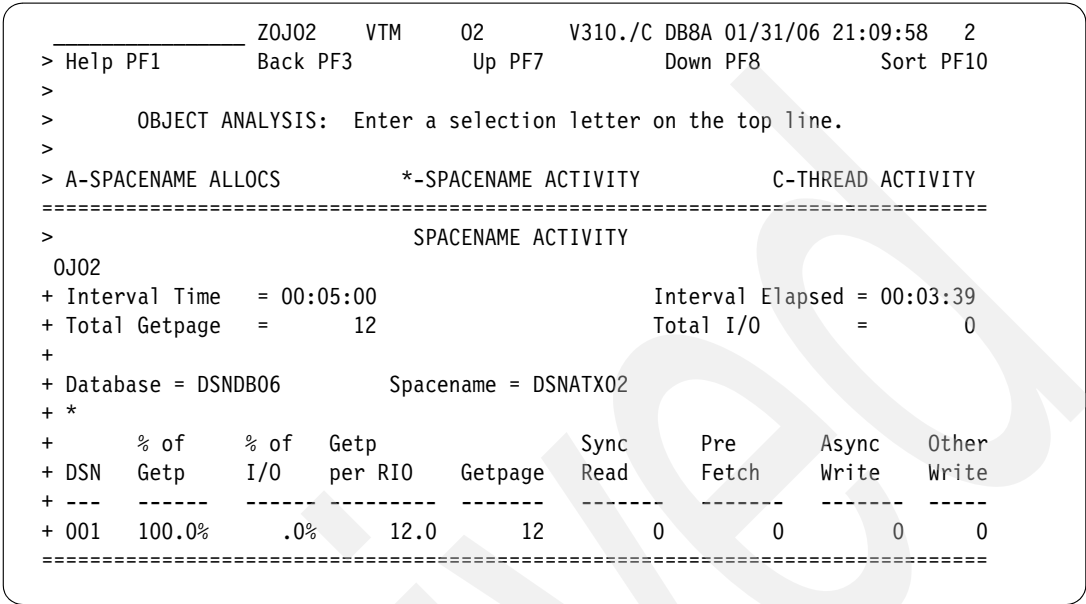 ________________ ZOJO2    VTM     O2       V310./C DB8A 01/31/06 21:09:58   2
> Help PF1        Back PF3            Up PF7          Down PF8          Sort PF10
>
>       OBJECT ANALYSIS:  Enter a selection letter on the top line.
>
> A-SPACENAME ALLOCS          *-SPACENAME ACTIVITY           C-THREAD ACTIVITY
===============================================================================
>                              SPACENAME ACTIVITY
OJO2
+ Interval Time   = 00:05:00                       Interval Elapsed = 00:03:39
+ Total Getpage   =       12                       Total I/O        =        0
+
+ Database = DSNDB06          Spacename = DSNATX02
+ *
+       % of     % of   Getp                 Sync      Pre       Async    Other
+ DSN   Getp     I/O    per RIO    Getpage   Read      Fetch     Write    Write
+ ---   ------   ------ ---------  -------   -------   -------   -------  -----
+ 001   100.0%      .0%      12.0       12         0         0         0      0
===============================================================================
ived